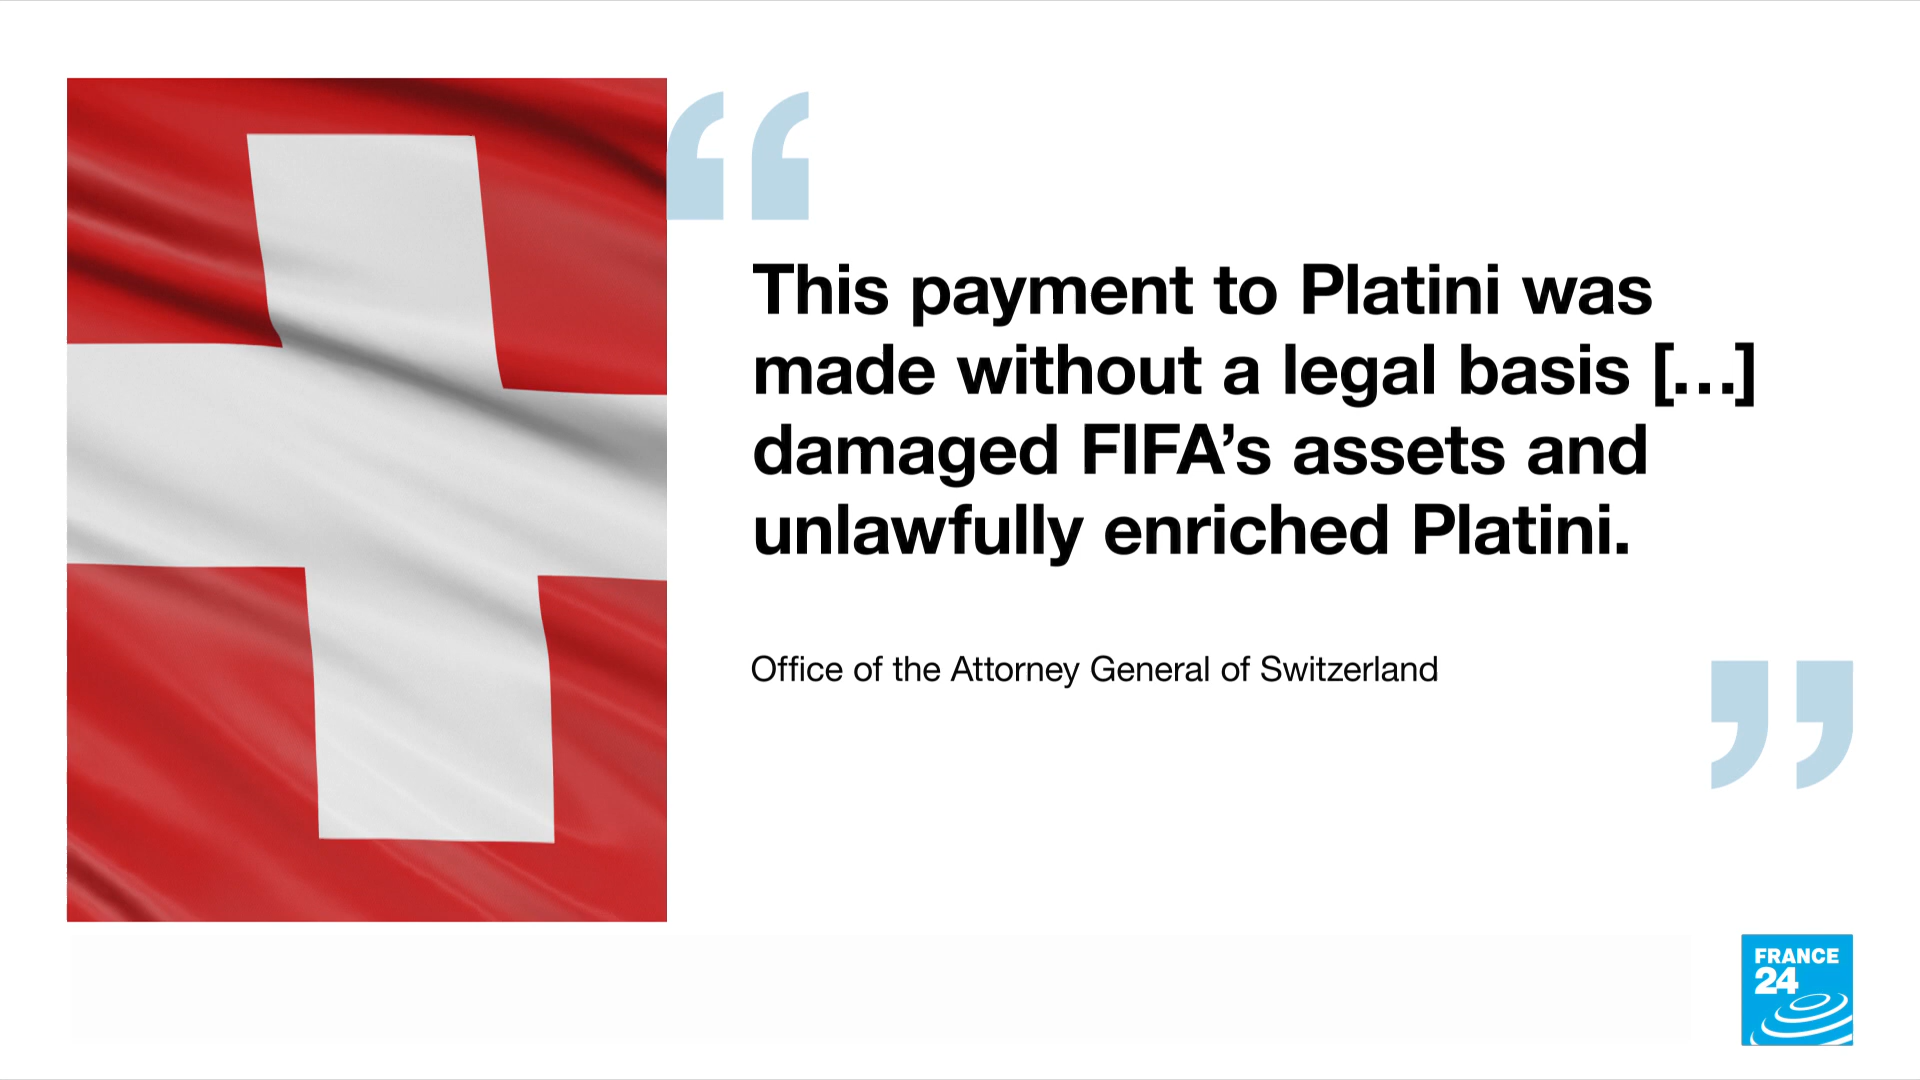 This payment to Platini was
made without a legal basis [...]
damaged FIFA’s assets and
unlawfully enriched Platini.
Office of the Attorney General of Switzerland
FRANCE
24